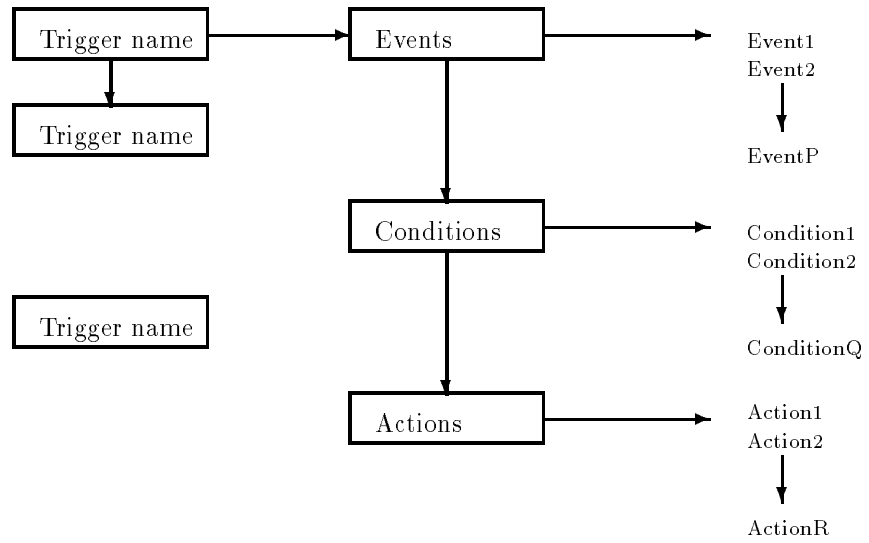 Trigger name
Events
Event1
Event2
Trigger name
EventP
Conditions
Condition1
Condition2
Trigger name
ConditionQ
Actions
Action1
Action2
ActionR